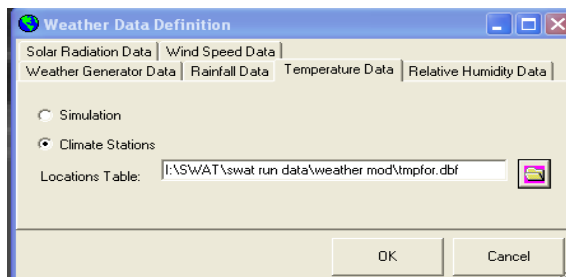 Weather Data Definition
Solar Radiation Data Wind Speed Data
Weather Generator Data Rainfall Data Temperature Data Relative Humidity Data
Simulation
Climate Stations
Locations Table: I:\SWAT\swat run data\weather mod\tmpfor.dbf
OK Cancel